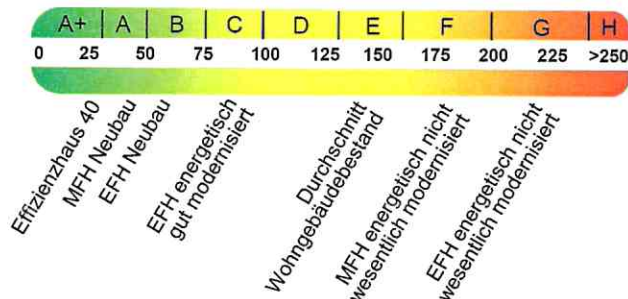 A+ A B C D E F G H
0 25 50 75 100 125 150 175 200 225 >250
Effizienzhaus 40
MFH Neubau
EFH Neubau
EFH energetisch
gut modernisiert
Durchschnitt
Wohngebäudebestand
MFH energetisch nicht
wesentlich modernisiert
EFH energetisch nicht
wesentlich modernisiert